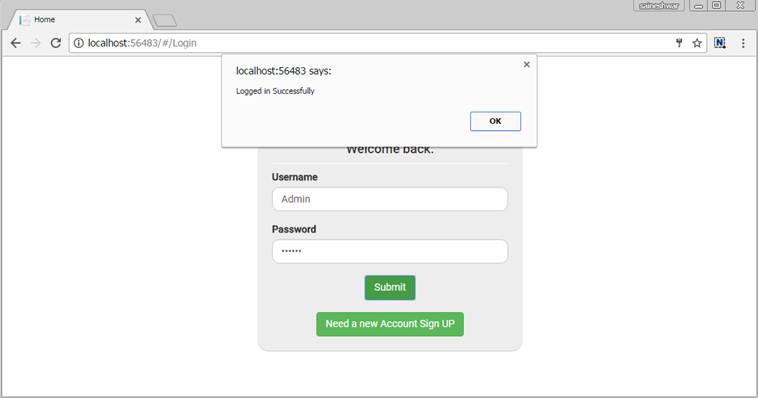 saineshwar
Home
localhost:56483/#/Login
localhost:56483 says:
Logged in Successfully
OK
Welcome back.
Username
Admin
Password
••••••
Submit
Need a new Account Sign UP